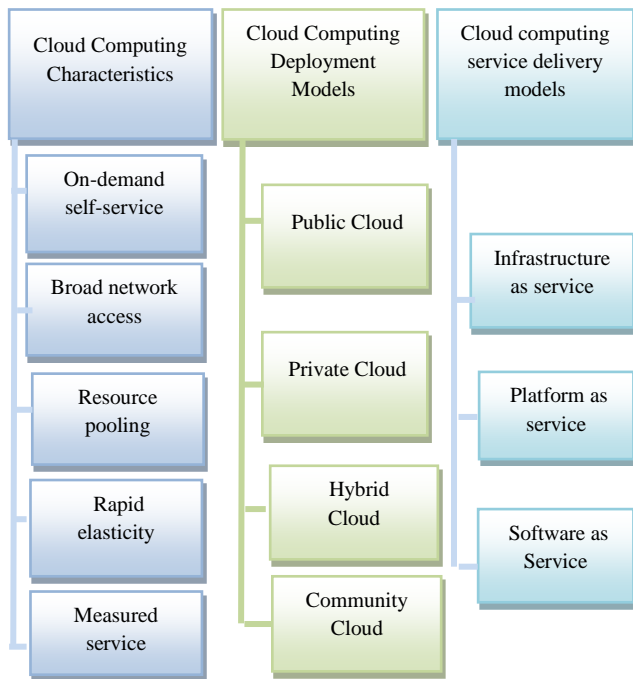 Cloud Computing
Characteristics
On-demand
self-service
Broad network
access
Resource
pooling
Rapid
elasticity
Measured
service
Cloud Computing
Deployment
Models
Public Cloud
Private Cloud
Hybrid
Cloud
Community
Cloud
Cloud computing
service delivery
models
Infrastructure
as service
Platform as
service
Software as
Service